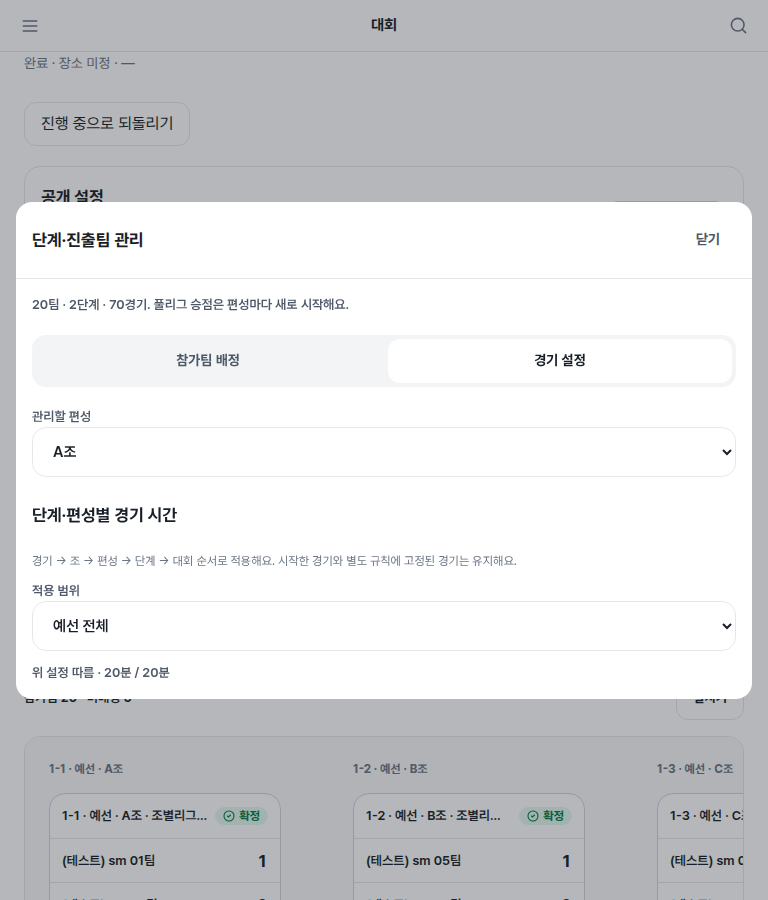 대회
완료 · 장소 미정 · —
진행 중으로 되돌리기
공개 설정
단계·진출팀 관리
닫기
20팀 · 2단계 · 70경기. 풀리그 승점은 편성마다 새로 시작해요.
참가팀 배정
경기 설정
관리할 편성
A조
단계·편성별 경기 시간
경기 → 조 → 편성 → 단계 → 대회 순서로 적용해요. 시작한 경기와 별도 규칙에 고정된 경기는 유지해요.
적용 범위
예선 전체
위 설정 따름 · 20분 / 20분
1-1 · 예선 · A조
1-2 · 예선 · B조
1-3 · 예선 · C조
1-1 · 예선 · A조 · 조별리그...
확정
1-2 · 예선 · B조 · 조별리...
확정
1-3 · 예선 · C
(테스트) sm 01팀
1
(테스트) sm 05팀
1
(테스트) sm